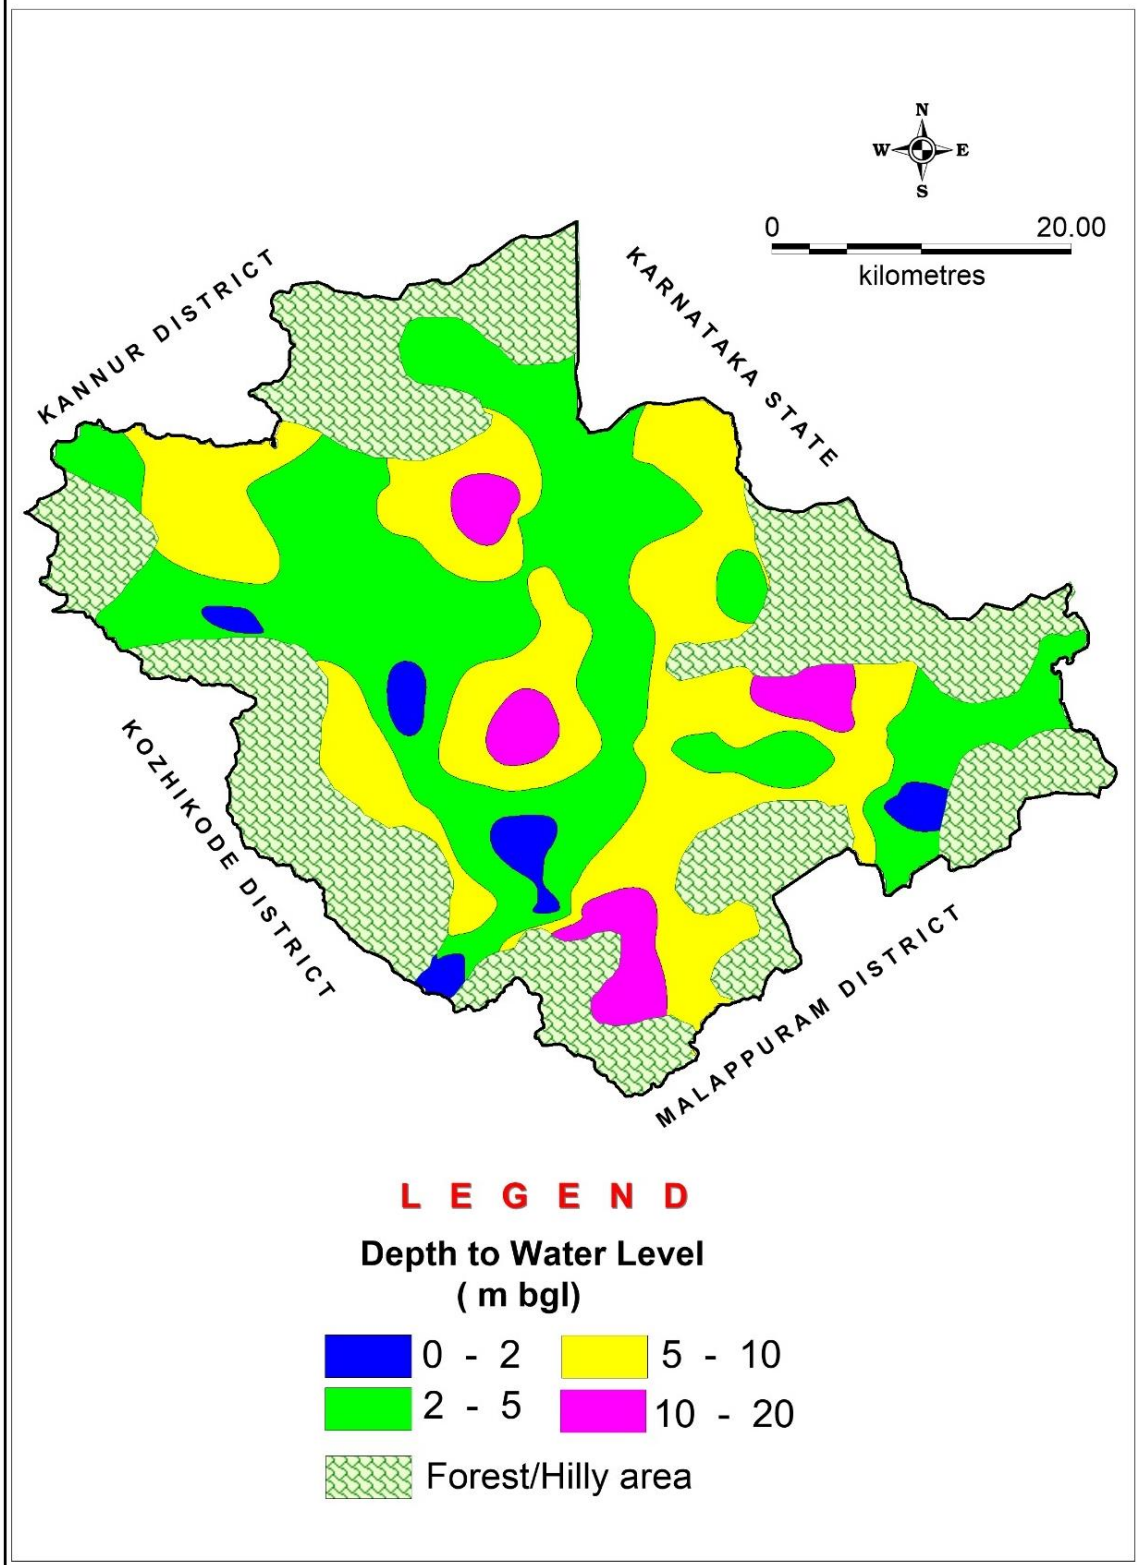 N
W E
S
0 20.00
kilometres
KANNUR DISTRICT
KARNATAKA STATE
KOZHIKODE DISTRICT
MALAPPURAM DISTRICT
LEGEND
Depth to Water Level
( m bgl)
0 - 2 5 - 10
2 - 5 10 - 20
Forest/Hilly area